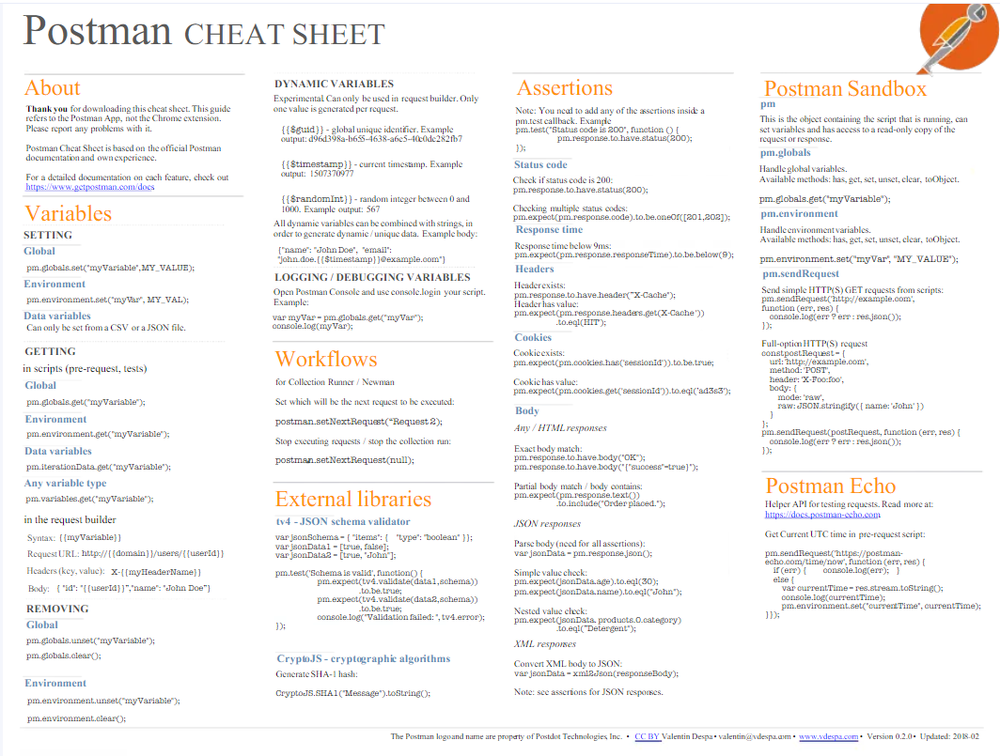 Postman CHEAT SHEET
About
Thank you for downloading this cheat sheet. This guide
refers to the Postman App, not the Chrome extension.
Please report any problems with it.
Postman Cheat Sheet is based on the official Postman
documentation and own experience.
For a detailed documentation on each feature, check out
https://www.getpostman.com/docs
Variables
SETTING
Global
pm.globals.set("myVariable",MY_VALUE);
Environment
pm.environment.set("myVar", MY_VAL);
Data variables
Can only be set from a CSV or a JSON file.
GETTING
in scripts (pre-request, tests)
Global
pm.globals.get("myVariable");
Environment
pm.environment.get("myVariable");
Data variables
pm.iterationData.get("myVariable");
Any variable type
pm.variables.get("myVariable");
in the request builder
Syntax: {{myVariable}}
Request URL: http://{{domain}}/users/{{userId}}
Headers (key, value): X-{{myHeaderName}}
Body: { "id": "{{userId}}","name": "John Doe"}
REMOVING
Global
pm.globals.unset("myVariable");
pm.globals.clear();
Environment
pm.environment.unset("myVariable");
pm.environment.clear();
DYNAMIC VARIABLES
Experimental. Can only be used in request builder. Only
one value is generated per request.
{{$guid}} - global unique identifier. Example
output: d96d398a-b655-4638-a6e5-40c0dc282fb7
{{$timestamp}} - current timestamp. Example
output: 1507370977
{{$randomInt}} - random integer between 0 and
1000. Example output: 567
All dynamic variables can be combined with strings, in
order to generate dynamic / unique data. Example body:
{"name": "John Doe", "email":
"john.doe.{{$timestamp}}@example.com"}
LOGGING / DEBUGGING VARIABLES
Open Postman Console and use console.log in your script.
Example:
var myVar = pm.globals.get("myVar");
console.log(myVar);
Workflows
for Collection Runner / Newman
Set which will be the next request to be executed:
postman.setNextRequest(“Request 2);
Stop executing requests / stop the collection run:
postman.setNextRequest(null);
External libraries
tv4 - JSON schema validator
var jsonSchema = { "items": { "type": "boolean" }};
var jsonData1 = [true, false];
var jsonData2 = [true, "John"];
pm.test('Schema is valid', function() {
pm.expect(tv4.validate(data1, schema))
.to.be.true;
pm.expect(tv4.validate(data2, schema))
.to.be.true;
console.log("Validation failed: ", tv4.error);
});
CryptoJS - cryptographic algorithms
Generate SHA-1 hash:
CryptoJS.SHA1("Message").toString();
Assertions
Note: You need to add any of the assertions inside a
pm.test callback. Example
pm.test("Status code is 200", function () {
pm.response.to.have.status(200);
});
Status code
Check if status code is 200:
pm.response.to.have.status(200);
Checking multiple status codes:
pm.expect(pm.response.code).to.be.oneOf([201,202]);
Response time
Response time below 9ms:
pm.expect(pm.response.responseTime).to.be.below(9);
Headers
Header exists:
pm.response.to.have.header("X-Cache");
Header has value:
pm.expect(pm.response.headers.get(X-Cache'))
.to.eql(HIT');
Cookies
Cookie exists:
pm.expect(pm.cookies.has('sessionId')).to.be.true;
Cookie has value:
pm.expect(pm.cookies.get('sessionId')).to.eql('ad3s3');
Body
Any / HTML responses
Exact body match:
pm.response.to.have.body("OK");
pm.response.to.have.body("{"success"=true}");
Partial body match / body contains:
pm.expect(pm.response.text())
.to.include("Order placed.");
JSON responses
Parse body (need for all assertions):
var jsonData = pm.response.json();
Simple value check:
pm.expect(jsonData.age).to.eql(30);
pm.expect(jsonData.name).to.eql("John");
Nested value check:
pm.expect(jsonData. products.0.category)
.to.eql("Detergent");
XML responses
Convert XML body to JSON:
var jsonData = xml2Json(responseBody);
Note: see assertions for JSON responses.
Postman Sandbox
pm
This is the object containing the script that is running, can
set variables and has access to a read-only copy of the
request or response.
pm.globals
Handle global variables.
Available methods: has, get, set, unset, clear, toObject.
pm.globals.get("myVariable");
pm.environment
Handle environment variables.
Available methods: has, get, set, unset, clear, toObject.
pm.environment.set("myVar", "MY_VALUE");
pm.sendRequest
Send simple HTTP(S) GET requests from scripts:
pm.sendRequest('http://example.com',
function (err, res) {
console.log(err ? err : res.json());
});
Full-option HTTP(S) request
const postRequest = {
url: 'http://example.com',
method: 'POST',
header: 'X-Foo:foo',
body: {
mode: 'raw',
raw: JSON.stringify({ name: 'John' })
}
};
pm.sendRequest(postRequest, function (err, res) {
console.log(err ? err : res.json());
});
Postman Echo
Helper API for testing requests. Read more at:
https://docs.postman-echo.com
Get Current UTC time in pre-request script:
pm.sendRequest('https://postman-
echo.com/time/now', function (err, res) {
if (err) { console.log(err); }
else {
var currentTime = res.stream.toString();
console.log(currentTime);
pm.environment.set("currentTime", currentTime);
}});
The Postman logo and name are property of Postdot Technologies, Inc. • CC BY Valentin Despa • valentin@vdespa.com • www.vdespa.com • Version 0.2.0 • Updated: 2018-02